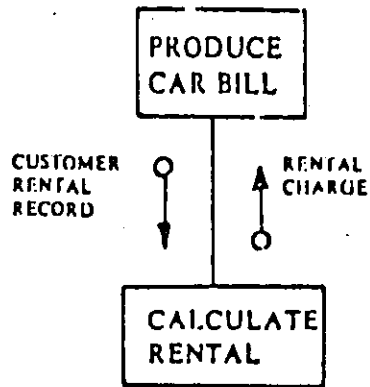 PRODUCE
CAR BILL
CUSTOMER
RENTAL
RECORD
RENTAL
CHARGE
CALCULATE
RENTAL